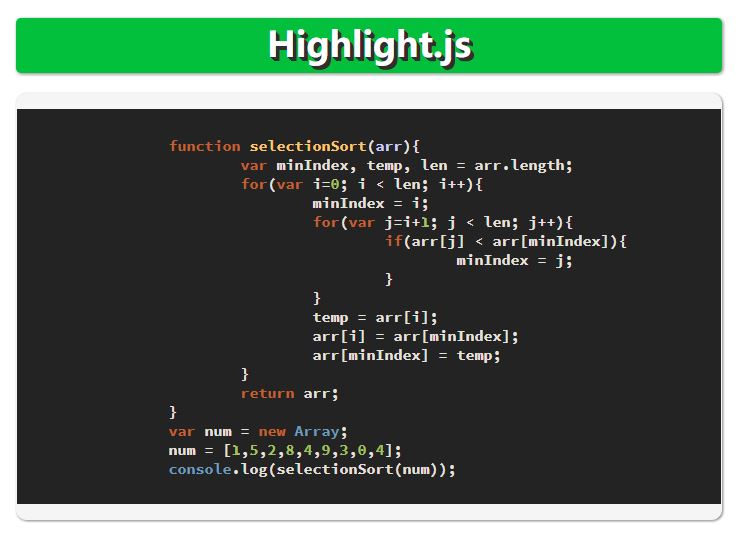 Highlight.js
function selectionSort(arr){
        var minIndex, temp, len = arr.length;
        for(var i=0; i < len; i++){
                minIndex = i;
                for(var j=i+1; j < len; j++){
                        if(arr[j] < arr[minIndex]){
                                minIndex = j;
                        }
                }
                temp = arr[i];
                arr[i] = arr[minIndex];
                arr[minIndex] = temp;
        }
        return arr;
}
var num = new Array;
num = [1,5,2,8,4,9,3,0,4];
console.log(selectionSort(num));